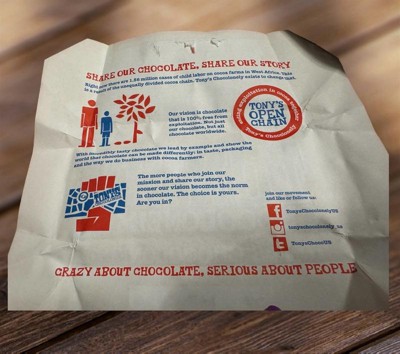 SHARE OUR CHOCOLATE, SHARE OUR STORY
Right now there are 1.56 million cases of child labor on cocoa farms in West Africa. This
is a result of the unequally divided cocoa chain. Tony's Chocolonely exists to change that.
Our vision is chocolate
that is 100% free from
exploitation. Not just
our chocolate, but all
chocolate worldwide.
TONY'S
OPEN
CHAIN
Tony's Chocolonely
With incredibly tasty chocolate we lead by example and show the
world that chocolate can be made differently: in taste, packaging
and the way we do business with cocoa farmers.
The more people who join our
mission and share our story, the
sooner our vision becomes the norm
in chocolate. The choice is yours.
Are you in?
join our movement
and like or follow us:
TonysChocolonelyUS
tonyschocolonely_us
TonysChocoUS
CRAZY ABOUT CHOCOLATE, SERIOUS ABOUT PEOPLE